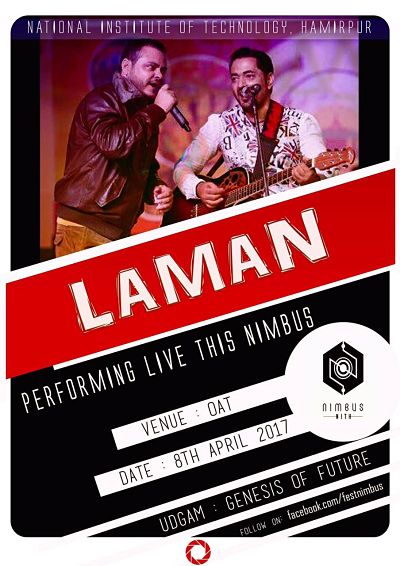 NATIONAL INSTITUTE OF TECHNOLOGY, HAMIRPUR
LAMAN
PERFORMING LIVE THIS NIMBUS
VENUE : OAT
DATE : 8TH APRIL 2017
NIMBUS
NITH
UDGAM : GENESIS OF FUTURE
FOLLOW ON: facebook.com/festnimbus